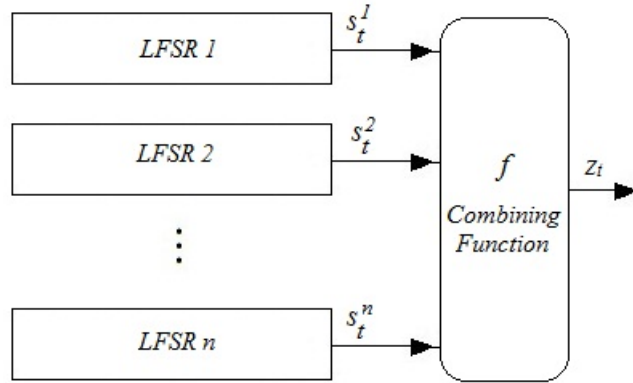 LFSR 1
s_t^1
LFSR 2
s_t^2
f
Combining
Function
z_t
⋮
LFSR n
s_t^n